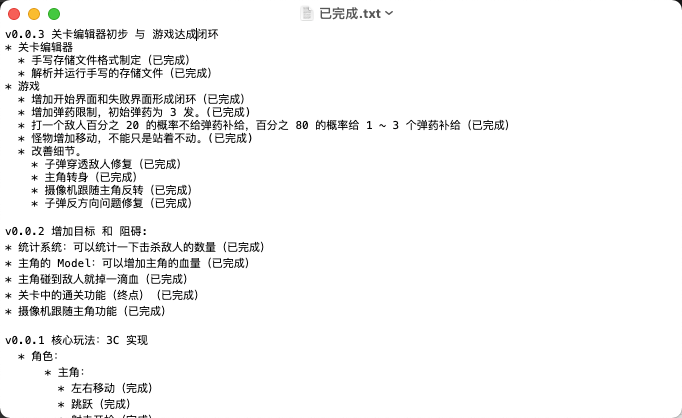 已完成.txt
v0.0.3 关卡编辑器初步 与 游戏达成闭环
* 关卡编辑器
* 手写存储文件格式制定（已完成）
* 解析并运行手写的存储文件（已完成）
* 游戏
* 增加开始界面和失败界面形成闭环（已完成）
* 增加弹药限制，初始弹药为 3 发。（已完成）
* 打一个敌人百分之 20 的概率不给弹药补给，百分之 80 的概率给 1 ~ 3 个弹药补给（已完成）
* 怪物增加移动，不能只是站着不动。（已完成）
* 改善细节。
* 子弹穿透敌人修复（已完成）
* 主角转身（已完成）
* 摄像机跟随主角反转（已完成）
* 子弹反方向问题修复（已完成）
v0.0.2 增加目标 和 阻碍:
* 统计系统: 可以统计一下击杀敌人的数量（已完成）
* 主角的 Model: 可以增加主角的血量（已完成）
* 主角碰到敌人就掉一滴血（已完成）
* 关卡中的通关功能（终点）（已完成）
* 摄像机跟随主角功能（已完成）
v0.0.1 核心玩法: 3C 实现
* 角色:
* 主角:
* 左右移动（完成）
* 跳跃（完成）